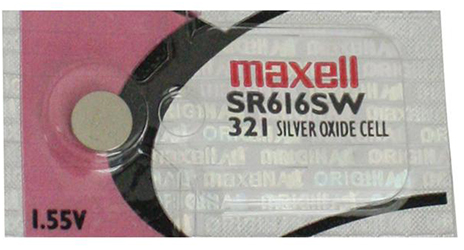 maxell
SR616SW
321 SILVER OXIDE CELL
1.55V